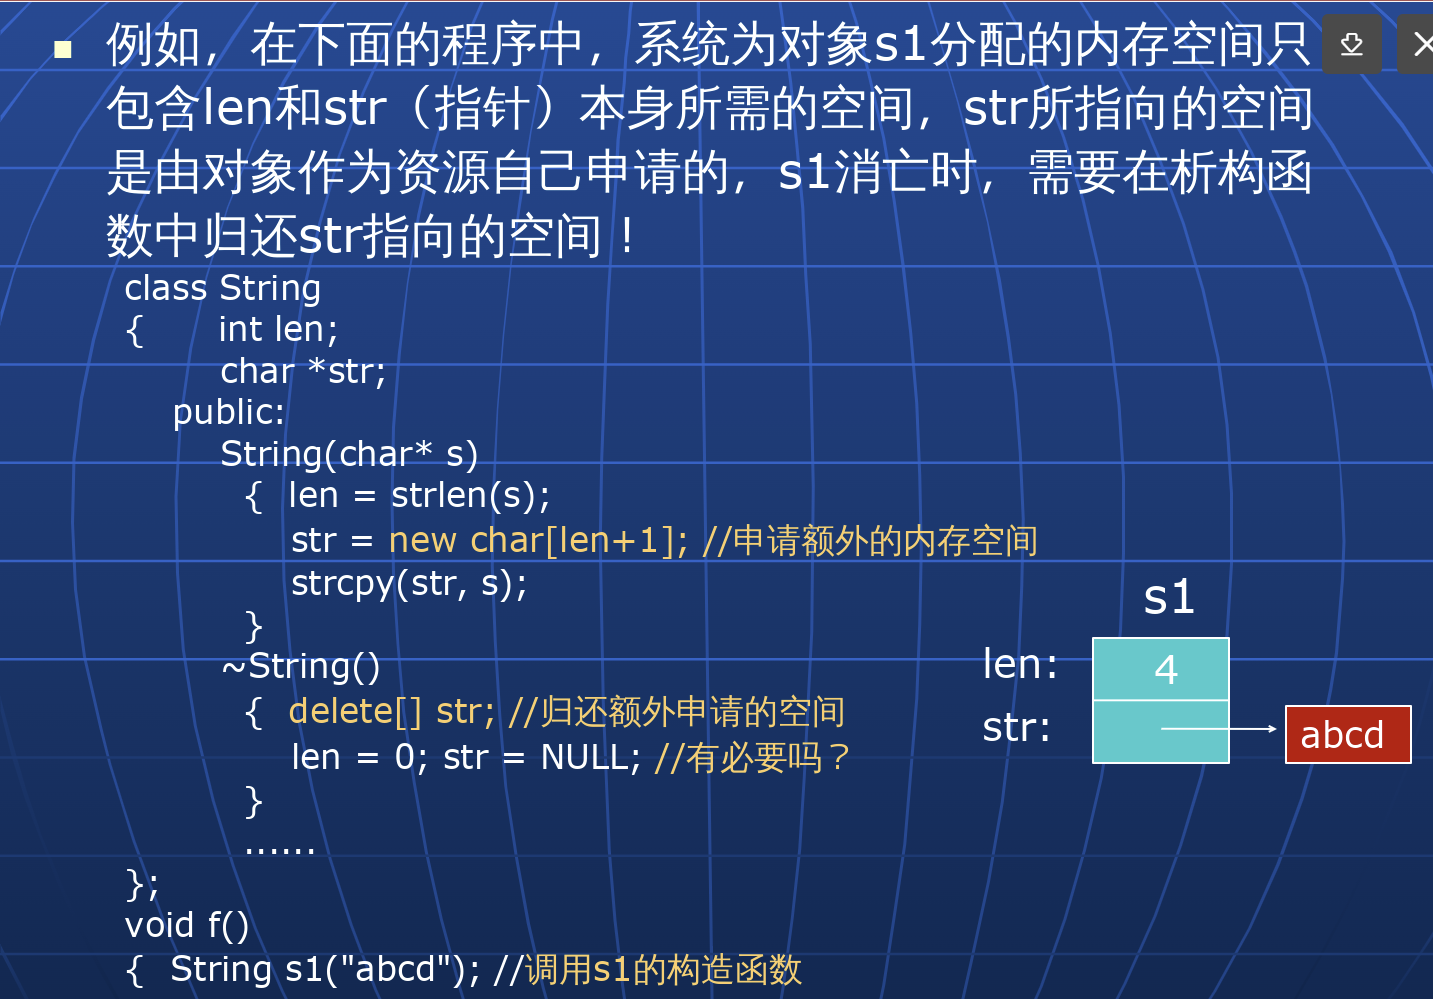 例如，在下面的程序中，系统为对象s1分配的内存空间只
包含len和str（指针）本身所需的空间，str所指向的空间
是由对象作为资源自己申请的，s1消亡时，需要在析构函
数中归还str指向的空间！
class String
{ int len;
char *str;
public:
String(char* s)
{ len = strlen(s);
str = new char[len+1]; //申请额外的内存空间
strcpy(str, s);
}
~String()
{ delete[] str; //归还额外申请的空间
len = 0; str = NULL; //有必要吗？
}
……
};
void f()
{ String s1("abcd"); //调用s1的构造函数
s1
len: 4
str: abcd